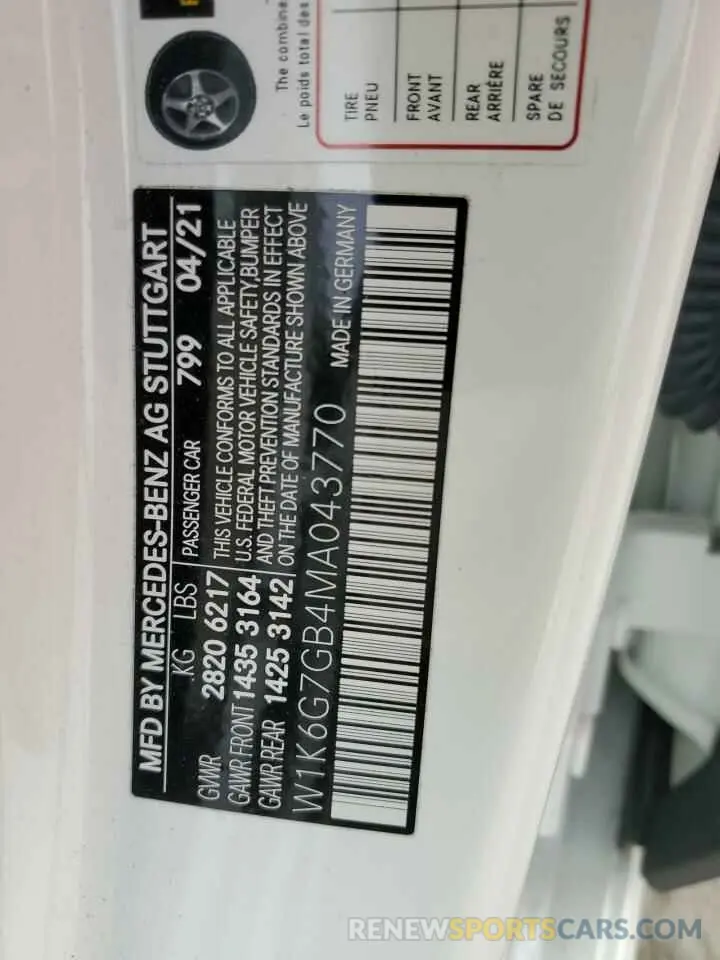 The combine
Le poids total des
TIRE
PNEU
FRONT
AVANT
REAR
ARRIÈRE
SPARE
DE SECOURS
MFD BY MERCEDES-BENZ AG STUTTGART
KG LBS PASSENGER CAR 799 04/21
GVWR 2820 6217 THIS VEHICLE CONFORMS TO ALL APPLICABLE
GAWR FRONT 1435 3164 U.S. FEDERAL MOTOR VEHICLE SAFETY,BUMPER
GAWR REAR 1425 3142 AND THEFT PREVENTION STANDARDS IN EFFECT
ON THE DATE OF MANUFACTURE SHOWN ABOVE
W1K6G7GB4MA043770 MADE IN GERMANY
RENEWSPORTSCARS.COM